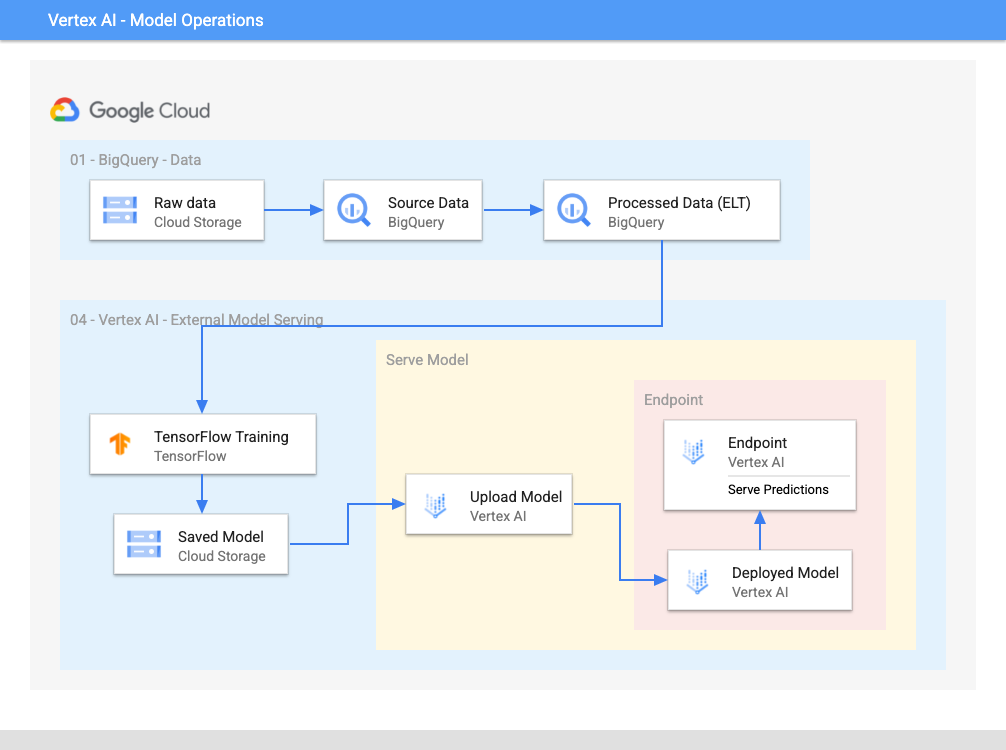 Vertex AI - Model Operations
Google Cloud
01 - BigQuery - Data
Raw data
Cloud Storage
Source Data
BigQuery
Processed Data (ELT)
BigQuery
04 - Vertex AI - External Model Serving
Serve Model
Endpoint
TensorFlow Training
TensorFlow
Saved Model
Cloud Storage
Upload Model
Vertex AI
Endpoint
Vertex AI
Serve Predictions
Deployed Model
Vertex AI